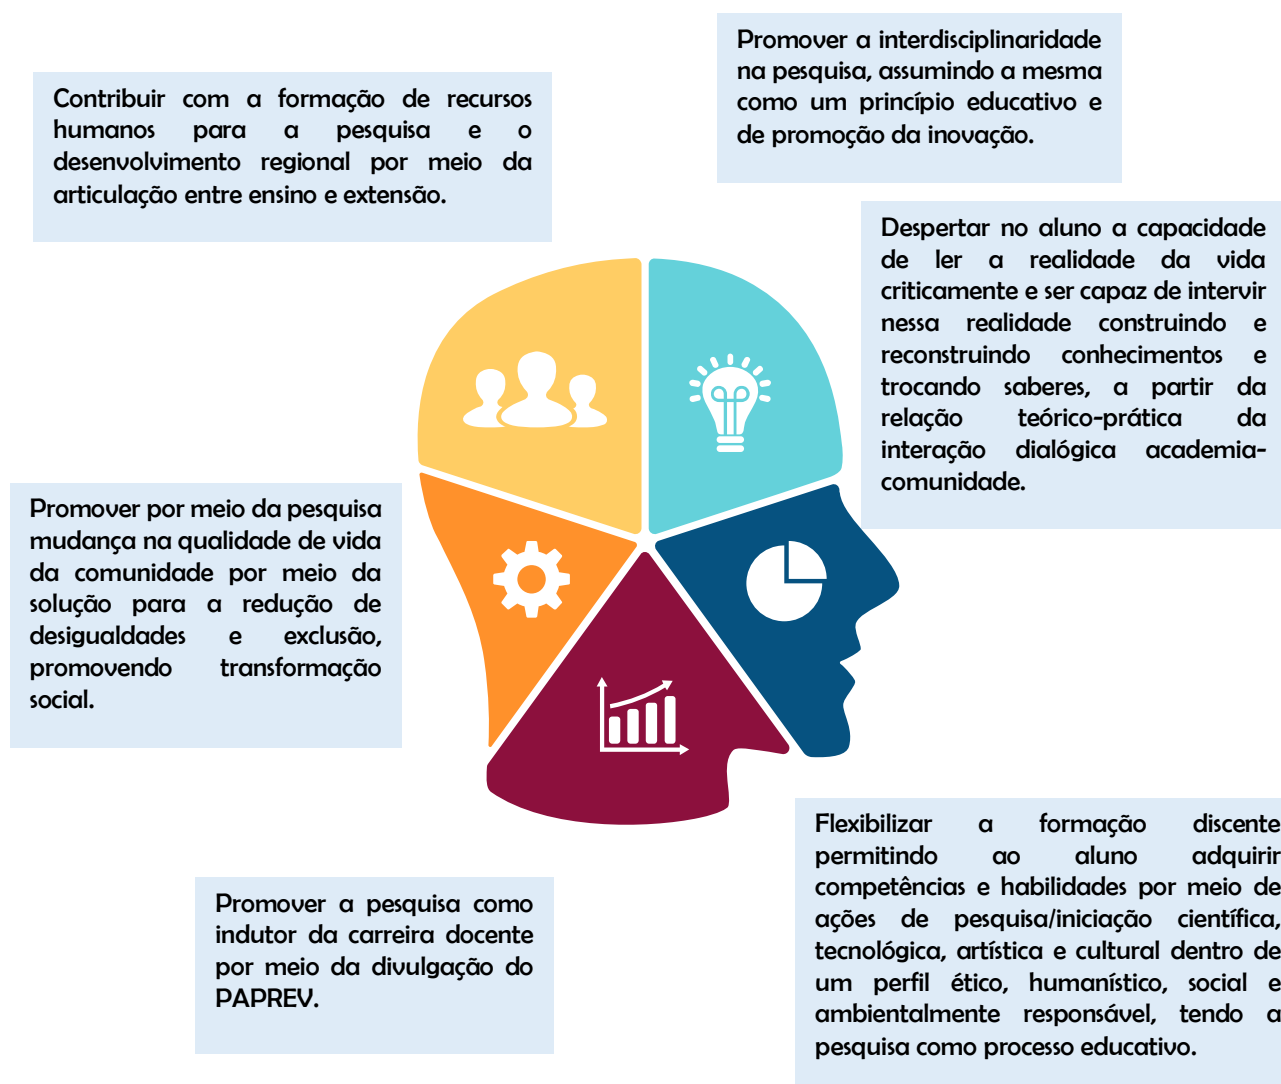 Promover a interdisciplinaridade
na pesquisa, assumindo a mesma
como um princípio educativo e
de promoção da inovação.
Contribuir com a formação de recursos
humanos para a pesquisa e o
desenvolvimento regional por meio da
articulação entre ensino e extensão.
Despertar no aluno a capacidade
de ler a realidade da vida
criticamente e ser capaz de intervir
nessa realidade construindo e
reconstruindo conhecimentos e
trocando saberes, a partir da
relação teórico-prática da
interação dialógica academia-
comunidade.
Promover por meio da pesquisa
mudança na qualidade de vida
da comunidade por meio da
solução para a redução de
desigualdades e exclusão,
promovendo transformação
social.
Flexibilizar a formação discente
permitindo ao aluno adquirir
competências e habilidades por meio de
ações de pesquisa/iniciação científica,
tecnológica, artística e cultural dentro de
um perfil ético, humanístico, social e
ambientalmente responsável, tendo a
pesquisa como processo educativo.
Promover a pesquisa como
indutor da carreira docente
por meio da divulgação do
PAPREV.